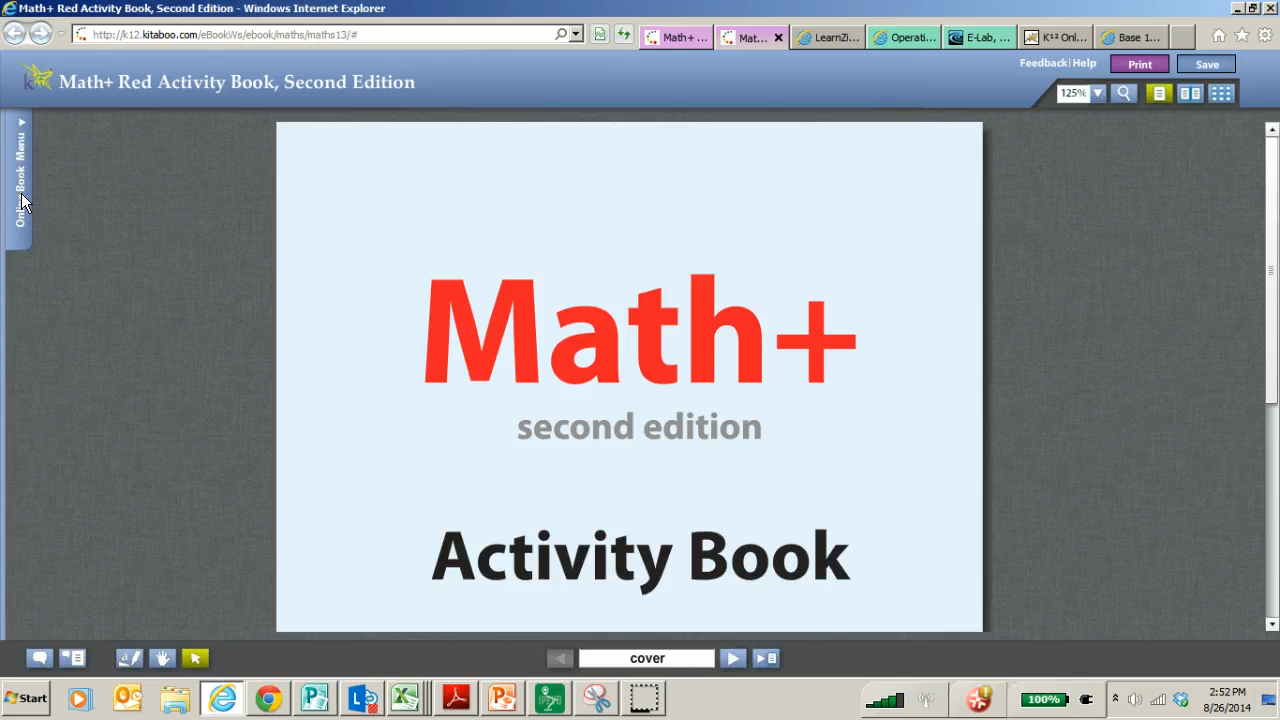 Math+ Red Activity Book, Second Edition - Windows Internet Explorer
http://k12.kitaboo.com/eBookWs/ebook/maths/maths13/#
Math+ ...
Mat...
LearnZi...
Operati...
E-Lab, ...
K¹² Onl...
Base 1...
Feedback|Help
Print
Save
Math+ Red Activity Book, Second Edition
125%
Online Book Menu
Math+
second edition
Activity Book
cover
Start
100%
2:52 PM
8/26/2014